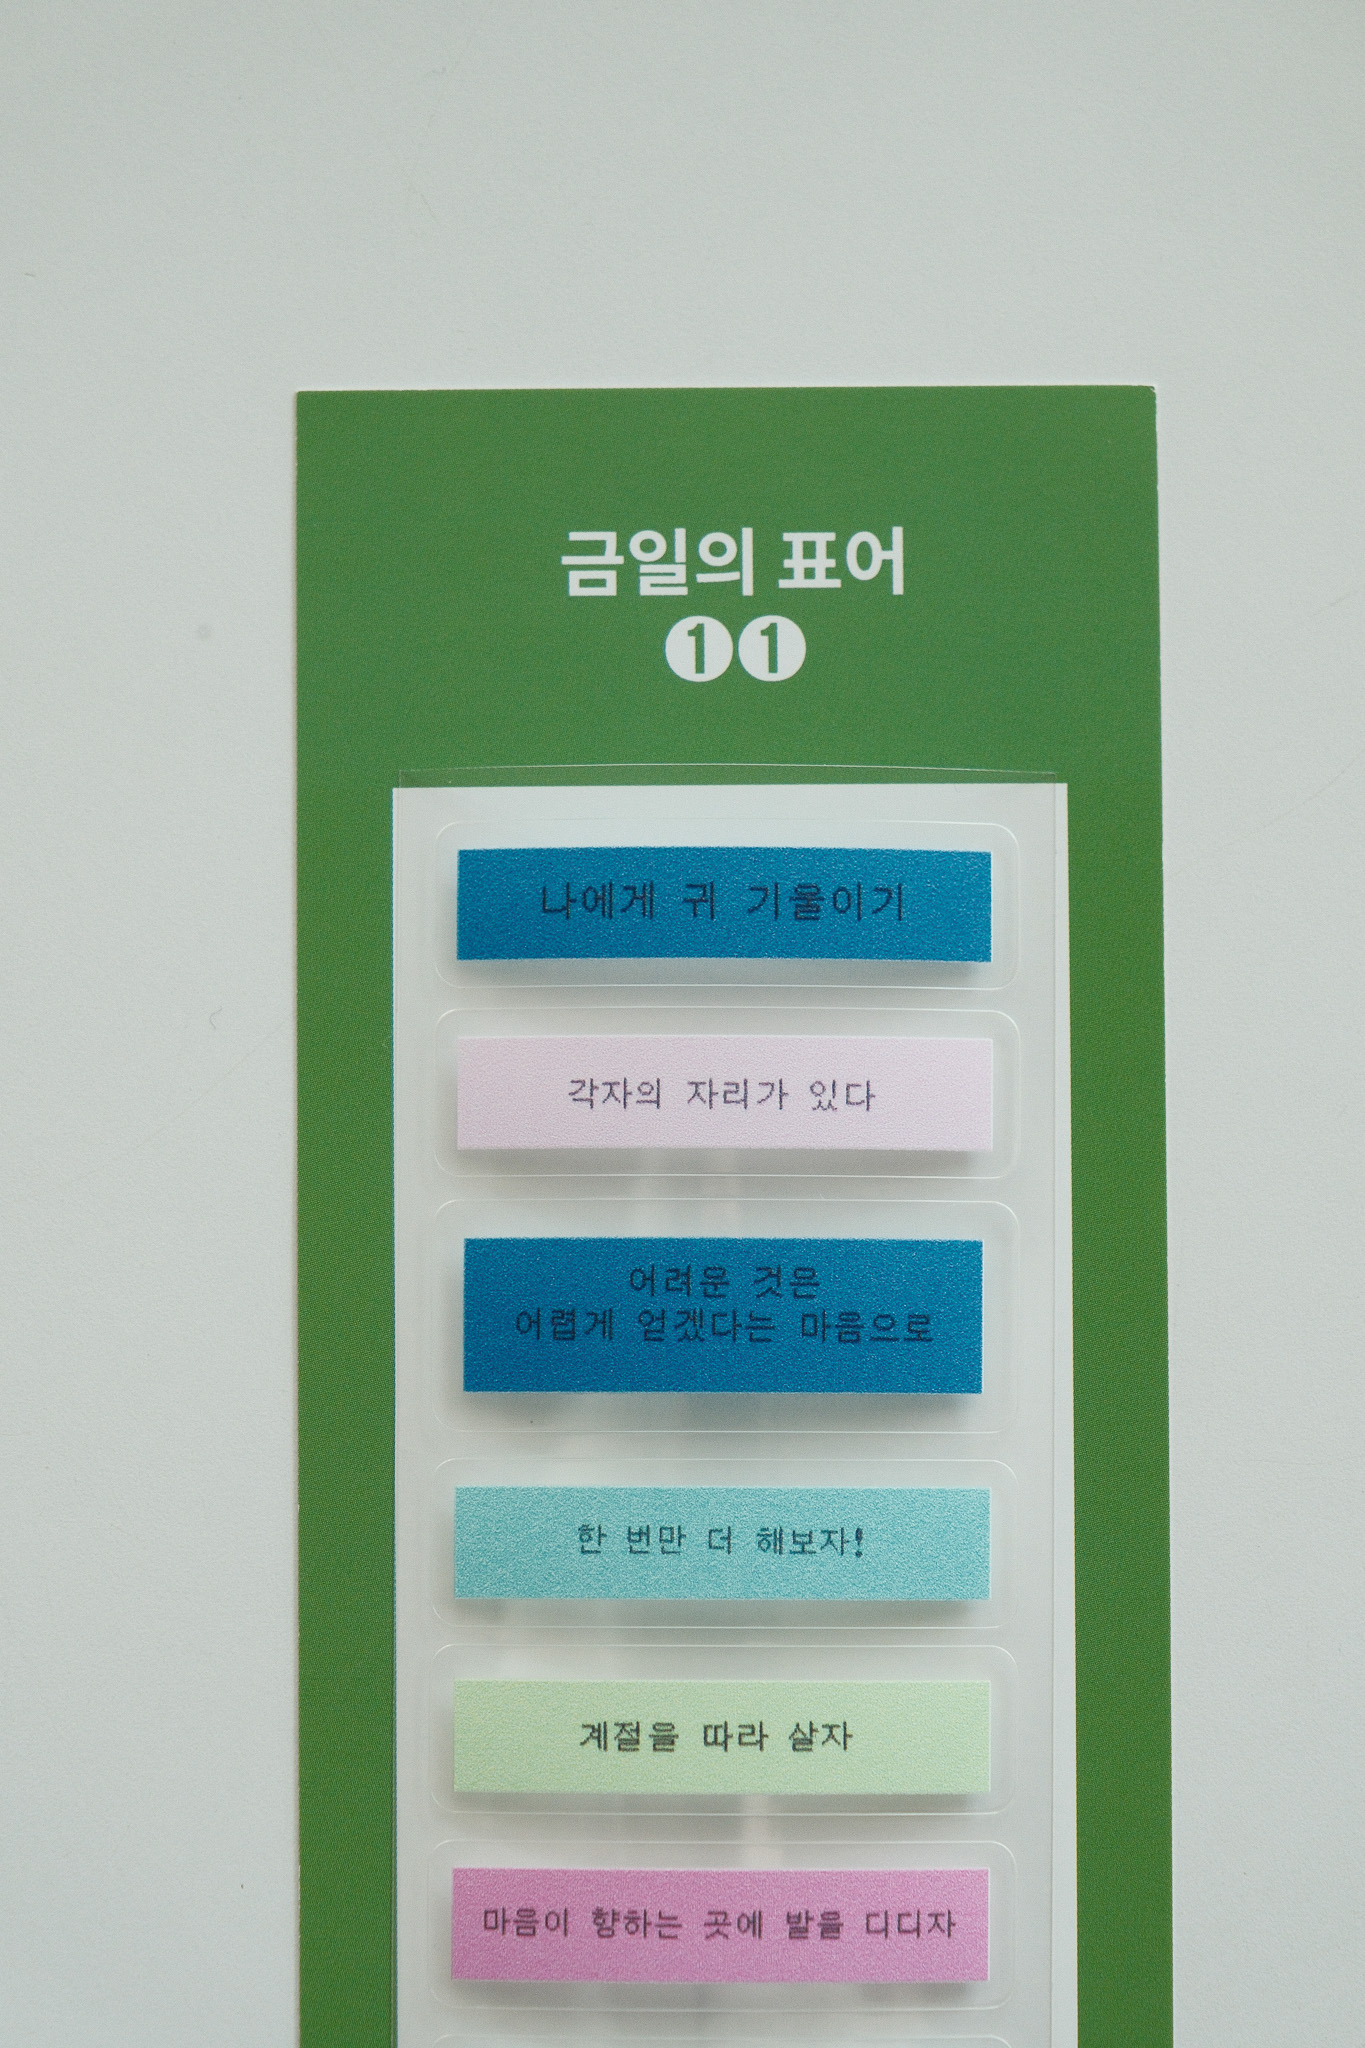 금일의 표어
❶❶
나에게 귀 기울이기
각자의 자리가 있다
어려운 것은
어렵게 얻겠다는 마음으로
한 번만 더 해보자!
계절을 따라 살자
마음이 향하는 곳에 발을 디디자